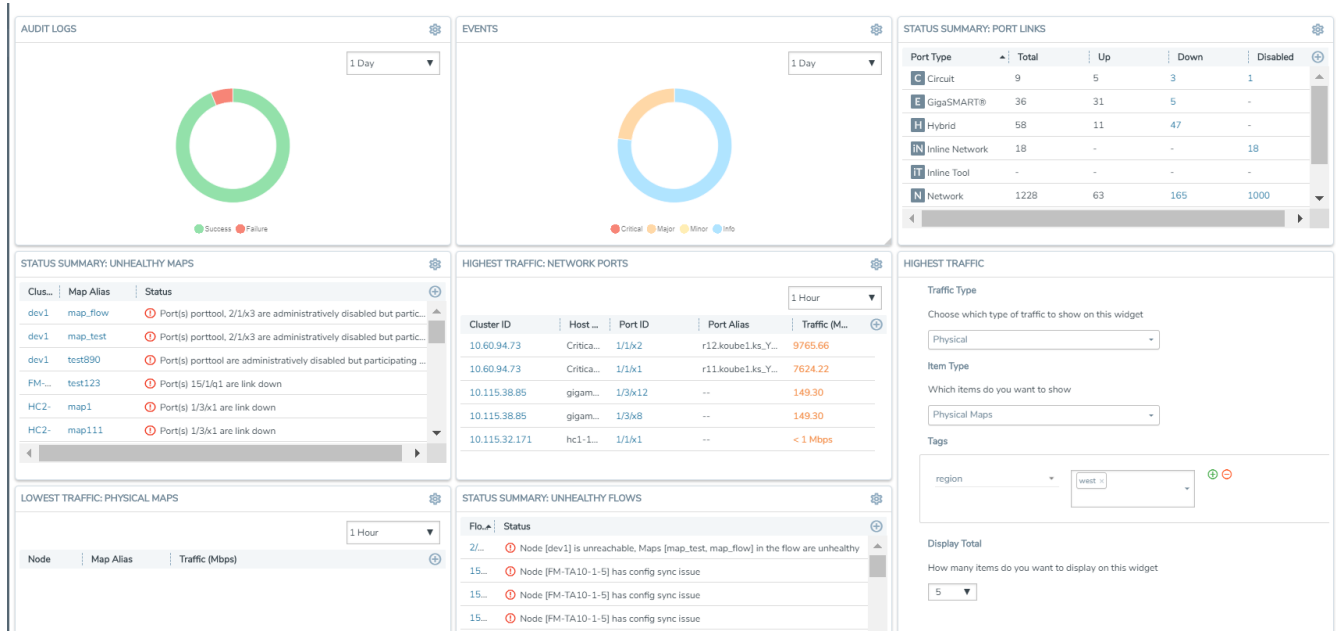 AUDIT LOGS
1 Day
Success Failure
EVENTS
1 Day
Critical Major Minor Info
STATUS SUMMARY: PORT LINKS
Port Type Total Up Down Disabled
C Circuit 9 5 3 1
E GigaSMART® 36 31 5 -
H Hybrid 58 11 47 -
iN Inline Network 18 - - 18
iT Inline Tool - - - -
N Network 1228 63 165 1000
STATUS SUMMARY: UNHEALTHY MAPS
Clus... Map Alias Status
dev1 map_flow Port(s) porttool, 2/1/x3 are administratively disabled but partic...
dev1 map_test Port(s) porttool, 2/1/x3 are administratively disabled but partic...
dev1 test890 Port(s) porttool are administratively disabled but participating ...
FM-... test123 Port(s) 15/1/q1 are link down
HC2- map1 Port(s) 1/3/x1 are link down
HC2- map111 Port(s) 1/3/x1 are link down
HIGHEST TRAFFIC: NETWORK PORTS
1 Hour
Cluster ID Host ... Port ID Port Alias Traffic (M...
10.60.94.73 Critica... 1/1/x2 r12.koube1.ks_Y... 9765.66
10.60.94.73 Critica... 1/1/x1 r11.koube1.ks_Y... 7624.22
10.115.38.85 gigam... 1/3/x12 -- 149.30
10.115.38.85 gigam... 1/3/x8 -- 149.30
10.115.32.171 hc1-1... 1/1/x1 -- < 1 Mbps
HIGHEST TRAFFIC
Traffic Type
Choose which type of traffic to show on this widget
Physical
Item Type
Which items do you want to show
Physical Maps
Tags
region west ×
Display Total
How many items do you want to display on this widget
5
LOWEST TRAFFIC: PHYSICAL MAPS
1 Hour
Node Map Alias Traffic (Mbps)
STATUS SUMMARY: UNHEALTHY FLOWS
Flo... Status
2/... Node [dev1] is unreachable, Maps [map_test, map_flow] in the flow are unhealthy
15... Node [FM-TA10-1-5] has config sync issue
15... Node [FM-TA10-1-5] has config sync issue
15... Node [FM-TA10-1-5] has config sync issue